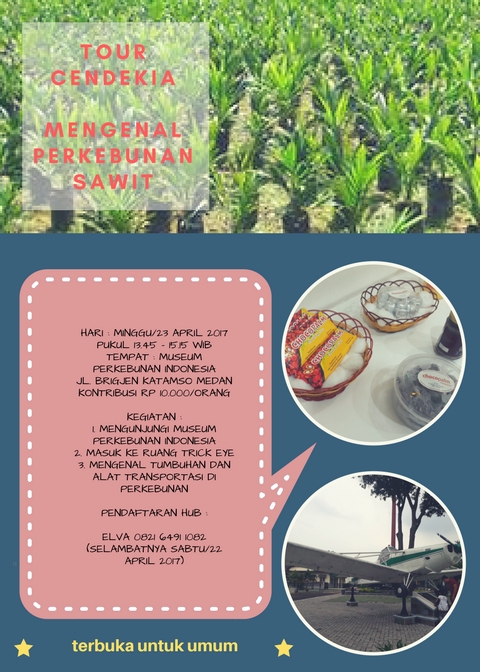 TOUR
CENDEKIA
MENGENAL
PERKEBUNAN
SAWIT
HARI : MINGGU/23 APRIL 2017
PUKUL 13.45 - 15.15 WIB
TEMPAT : MUSEUM
PERKEBUNAN INDONESIA
JL. BRIGJEN KATAMSO MEDAN
KONTRIBUSI RP 10.000/ORANG
KEGIATAN :
1. MENGUNJUNGI MUSEUM
PERKEBUNAN INDONESIA
2. MASUK KE RUANG TRICK EYE
3. MENGENAL TUMBUHAN DAN
ALAT TRANSPORTASI DI
PERKEBUNAN
PENDAFTARAN HUB :
ELVA 0821 6491 1082
(SELAMBATNYA SABTU/22
APRIL 2017)
terbuka untuk umum